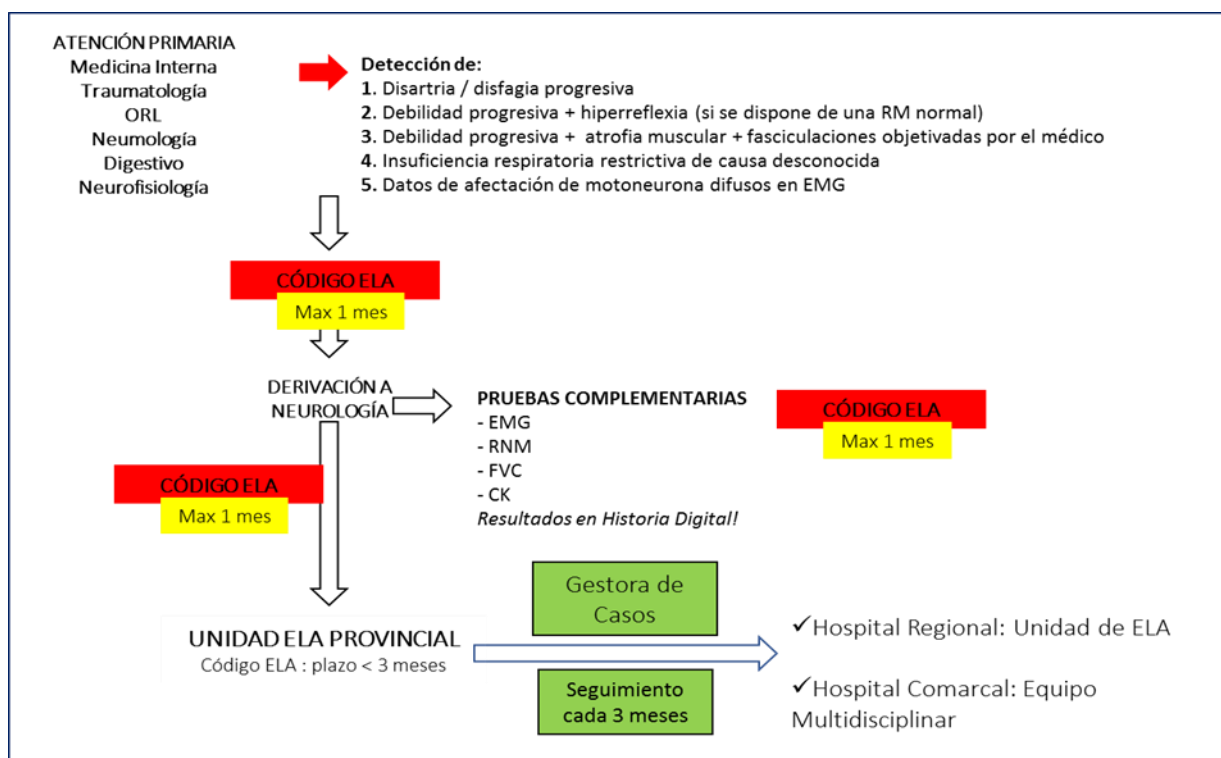 ATENCIÓN PRIMARIA
Medicina Interna
Traumatología
ORL
Neumología
Digestivo
Neurofisiología
Detección de:
1. Disartria / disfagia progresiva
2. Debilidad progresiva + hiperreflexia (si se dispone de una RM normal)
3. Debilidad progresiva + atrofia muscular + fasciculaciones objetivadas por el médico
4. Insuficiencia respiratoria restrictiva de causa desconocida
5. Datos de afectación de motoneurona difusos en EMG
CÓDIGO ELA
Max 1 mes
DERIVACIÓN A
NEUROLOGÍA
PRUEBAS COMPLEMENTARIAS
- EMG
- RNM
- FVC
- CK
Resultados en Historia Digital!
CÓDIGO ELA
Max 1 mes
CÓDIGO ELA
Max 1 mes
UNIDAD ELA PROVINCIAL
Código ELA : plazo < 3 meses
Gestora de
Casos
Seguimiento
cada 3 meses
✓Hospital Regional: Unidad de ELA
✓Hospital Comarcal: Equipo
Multidisciplinar